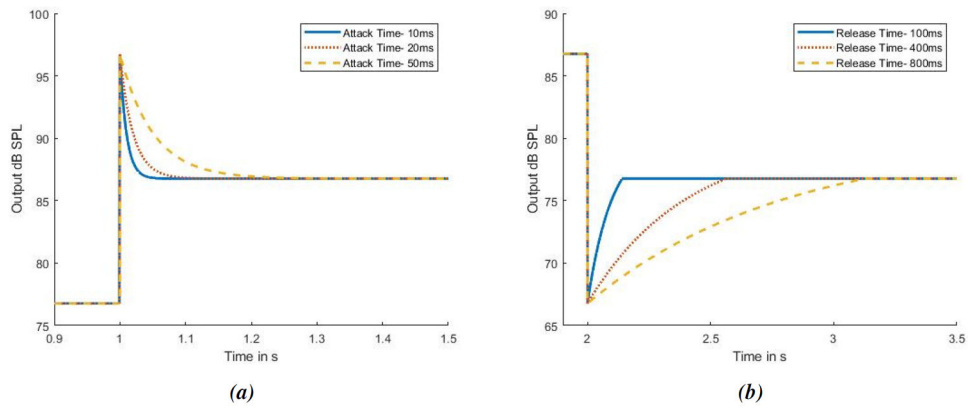 100
95
90
85
80
75
0.9
1
1.1
1.2
1.3
1.4
1.5
Output dB SPL
Time in s
Attack Time- 10ms
Attack Time- 20ms
Attack Time- 50ms
(a)
90
85
80
75
70
65
2
2.5
3
3.5
Output dB SPL
Time in s
Release Time- 100ms
Release Time- 400ms
Release Time- 800ms
(b)